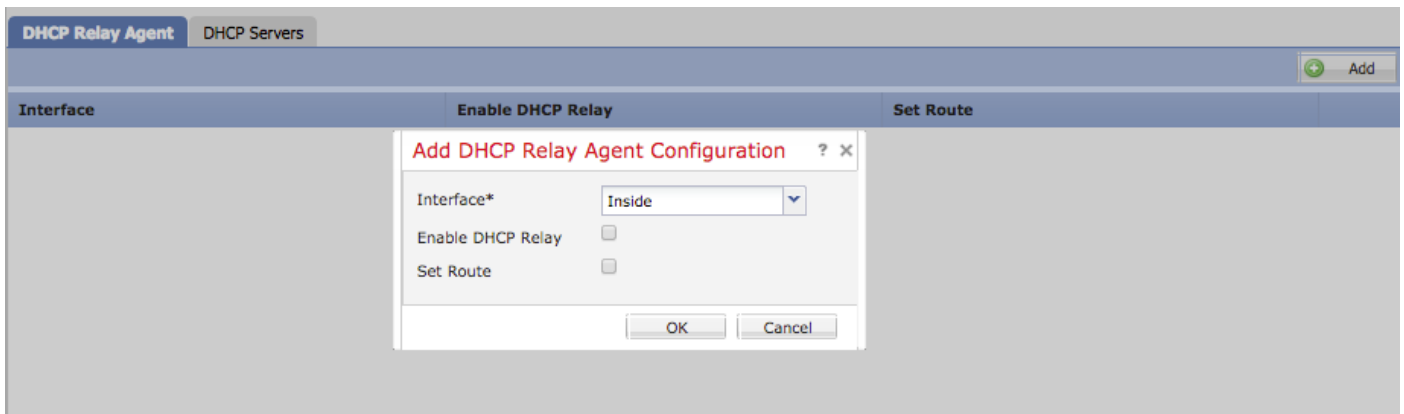 DHCP Relay Agent DHCP Servers
Add
Interface Enable DHCP Relay Set Route
Add DHCP Relay Agent Configuration ? ×
Interface* Inside
Enable DHCP Relay
Set Route
OK Cancel